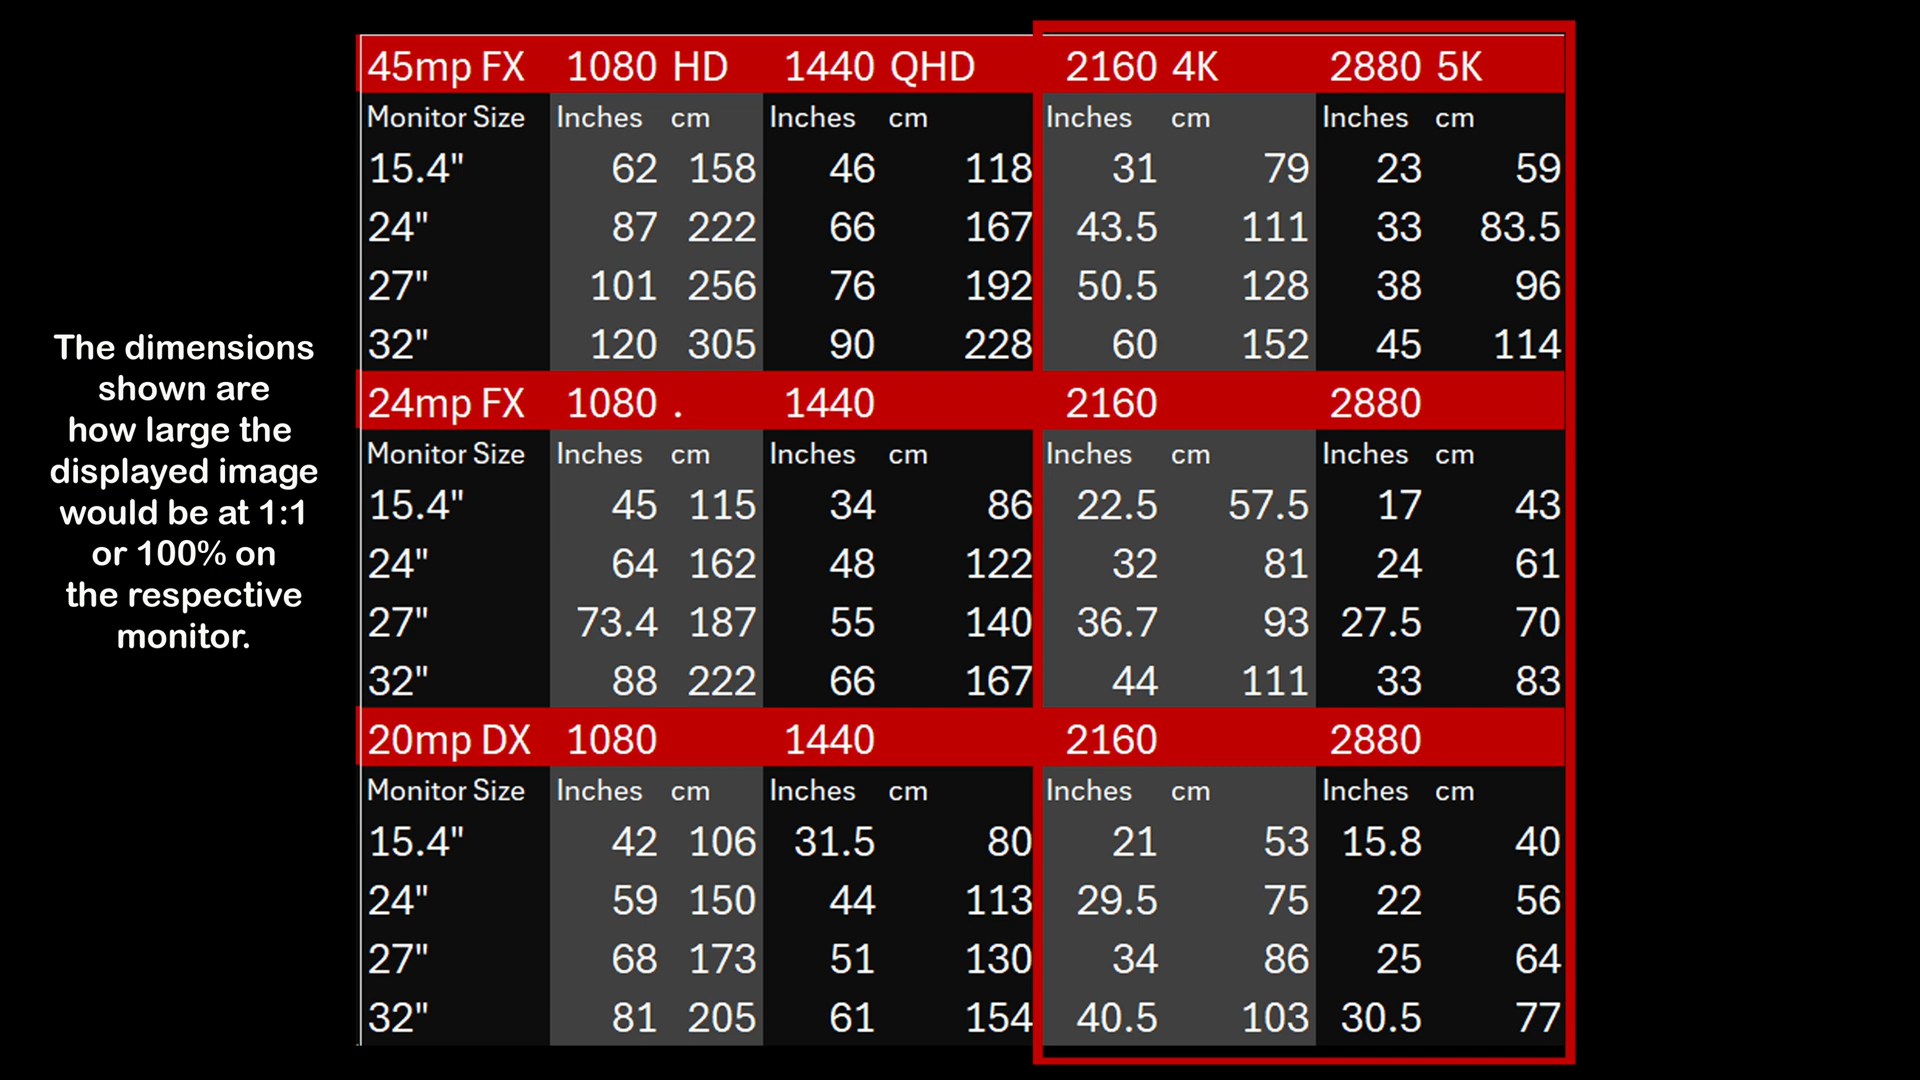 The dimensions
shown are
how large the
displayed image
would be at 1:1
or 100% on
the respective
monitor.
45mp FX 1080 HD 1440 QHD 2160 4K 2880 5K
Monitor Size Inches cm Inches cm Inches cm Inches cm
15.4" 62 158 46 118 31 79 23 59
24" 87 222 66 167 43.5 111 33 83.5
27" 101 256 76 192 50.5 128 38 96
32" 120 305 90 228 60 152 45 114
24mp FX 1080 . 1440 2160 2880
Monitor Size Inches cm Inches cm Inches cm Inches cm
15.4" 45 115 34 86 22.5 57.5 17 43
24" 64 162 48 122 32 81 24 61
27" 73.4 187 55 140 36.7 93 27.5 70
32" 88 222 66 167 44 111 33 83
20mp DX 1080 1440 2160 2880
Monitor Size Inches cm Inches cm Inches cm Inches cm
15.4" 42 106 31.5 80 21 53 15.8 40
24" 59 150 44 113 29.5 75 22 56
27" 68 173 51 130 34 86 25 64
32" 81 205 61 154 40.5 103 30.5 77